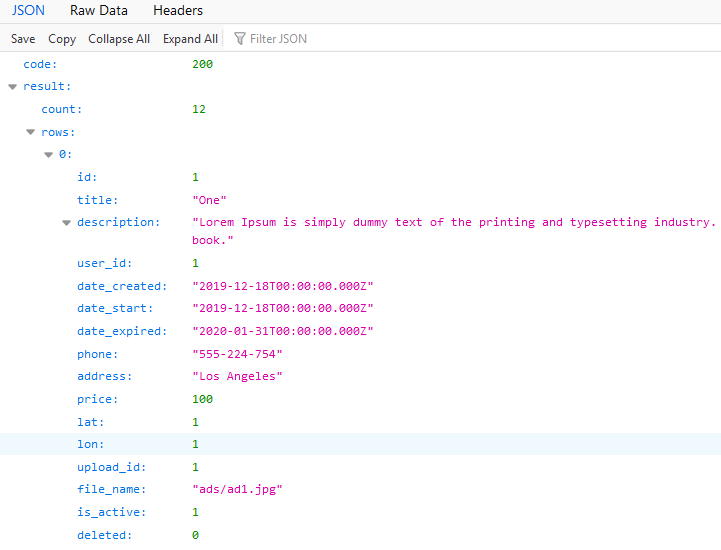 JSON Raw Data Headers
Save Copy Collapse All Expand All Filter JSON
code: 200
result:
count: 12
rows:
0:
id: 1
title: "One"
description: "Lorem Ipsum is simply dummy text of the printing and typesetting industry.
book."
user_id: 1
date_created: "2019-12-18T00:00:00.000Z"
date_start: "2019-12-18T00:00:00.000Z"
date_expired: "2020-01-31T00:00:00.000Z"
phone: "555-224-754"
address: "Los Angeles"
price: 100
lat: 1
lon: 1
upload_id: 1
file_name: "ads/ad1.jpg"
is_active: 1
deleted: 0